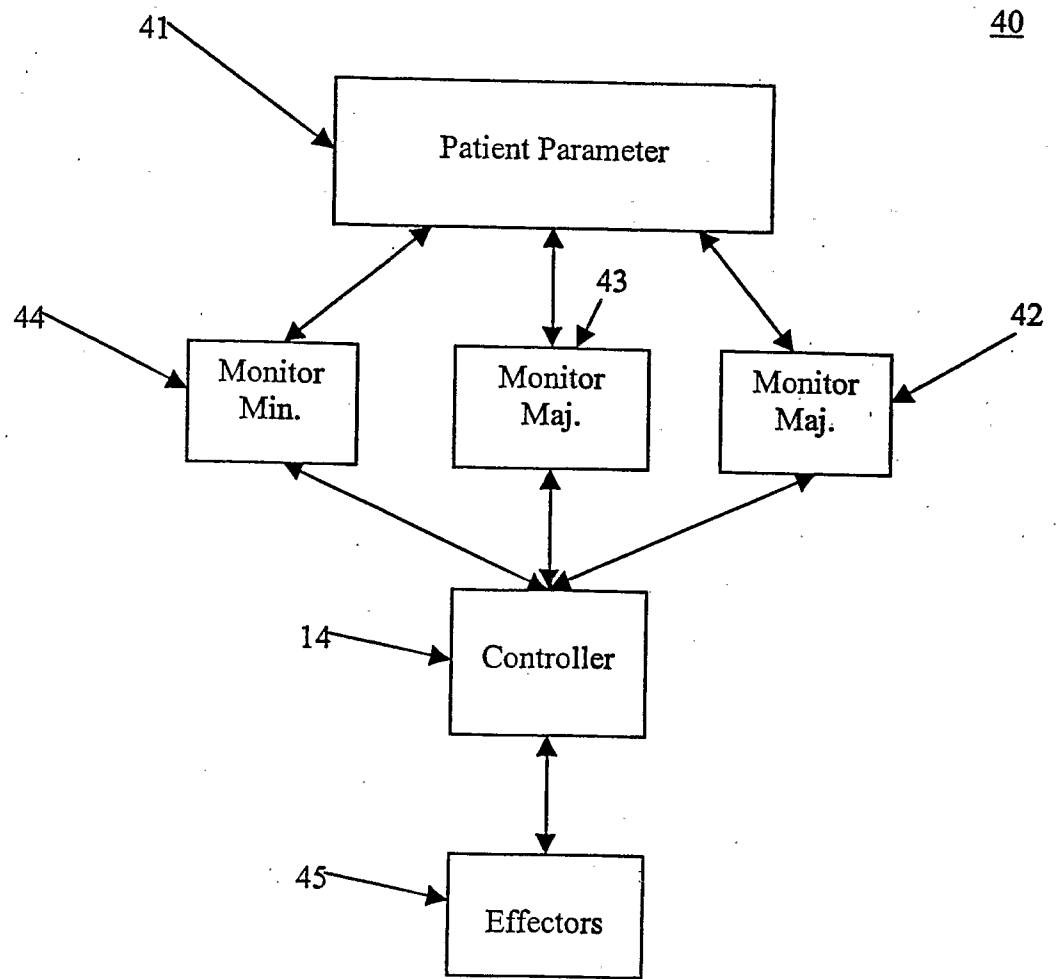 41
40
Patient Parameter
44
43
42
Monitor
Min.
Monitor
Maj.
Monitor
Maj.
14
Controller
45
Effectors